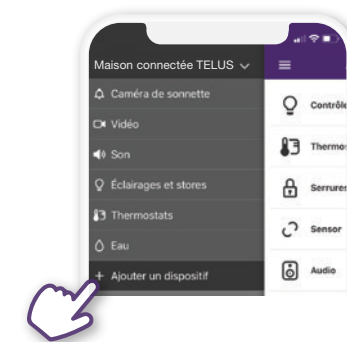 Maison connectée TELUS
Caméra de sonnette
Vidéo
Son
Éclairages et stores
Thermostats
Eau
+ Ajouter un dispositif
Contrôle
Thermos
Serrures
Sensor
Audio